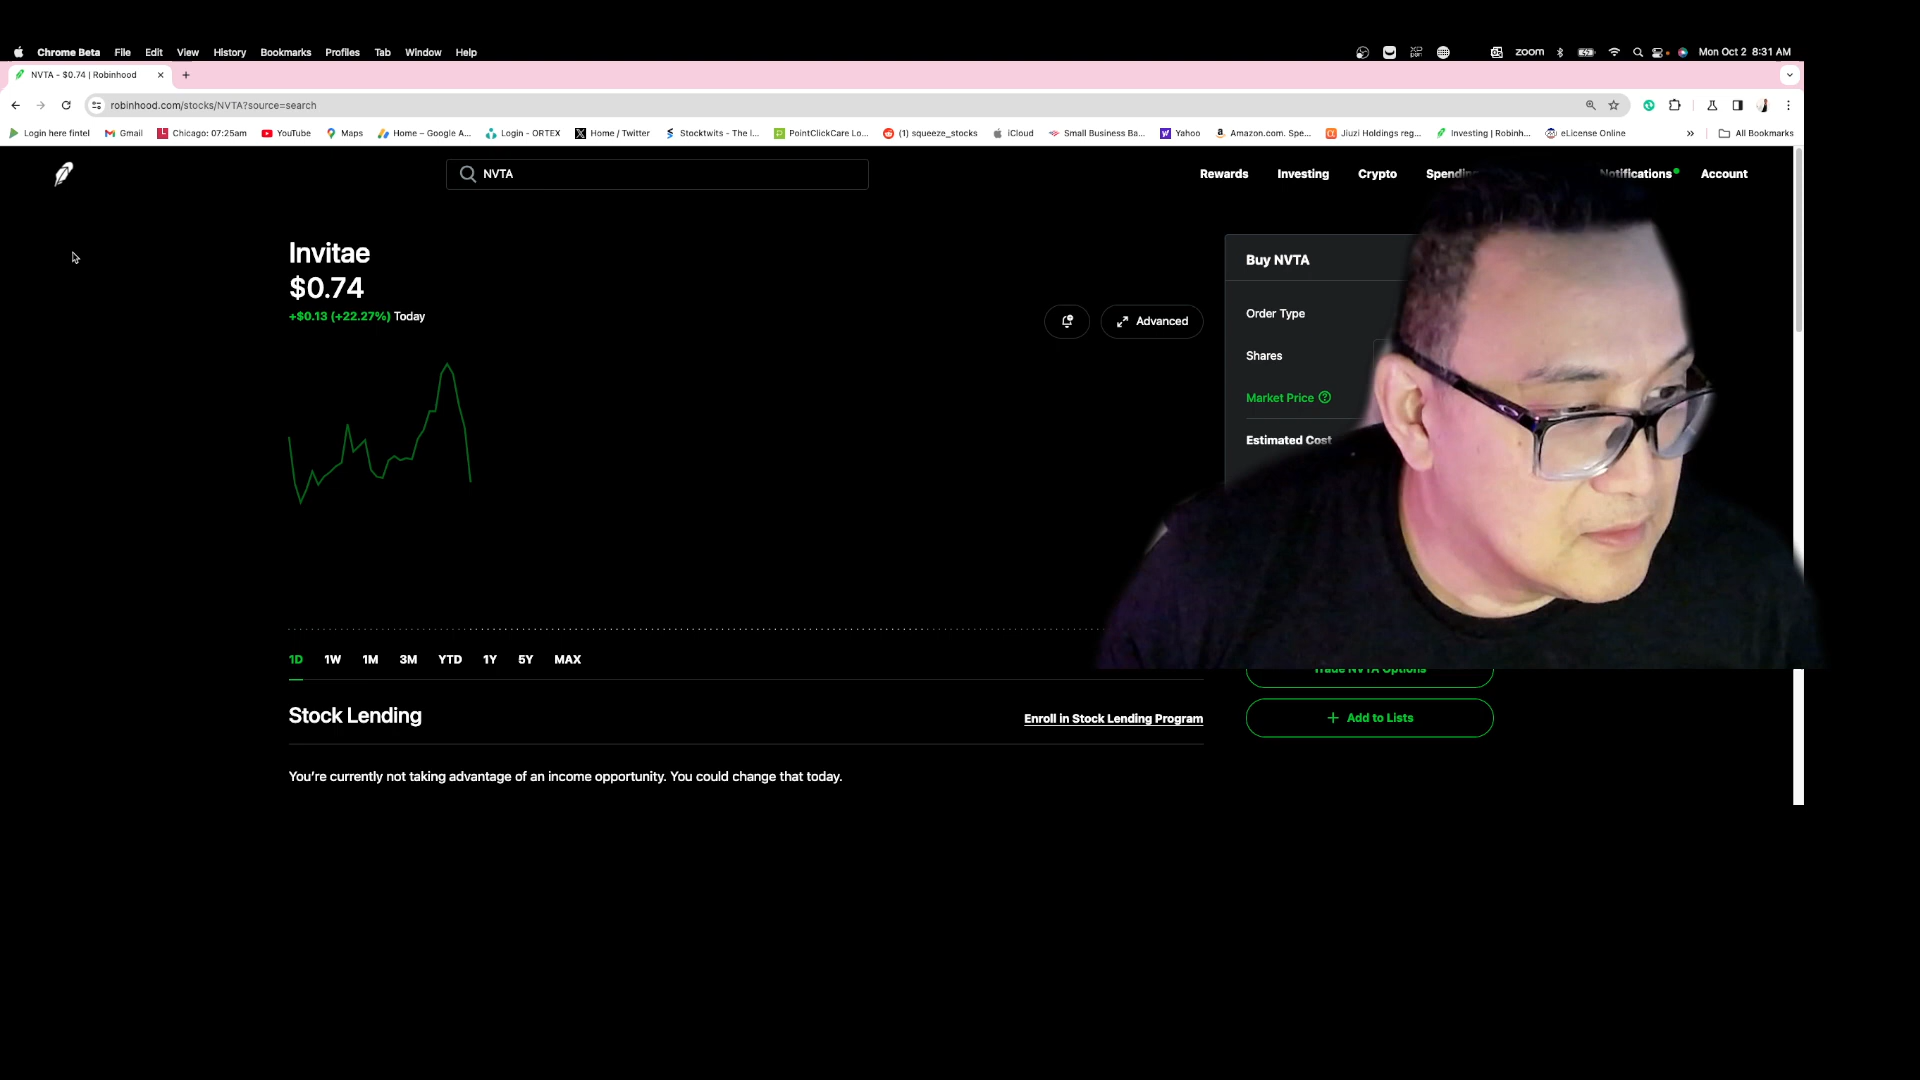 Chrome Beta File Edit View History Bookmarks Profiles Tab Window Help zoom Mon Oct 2 8:31 AM
NVTA - $0.74 | Robinhood
robinhood.com/stocks/NVTA?source=search
Login here fintel Gmail Chicago: 07:25am YouTube Maps Home – Google A... Login - ORTEX Home / Twitter Stocktwits - The l... PointClickCare Lo... (1) squeeze_stocks iCloud Small Business Ba... Yahoo Amazon.com. Spe... Jiuzi Holdings reg... Investing | Robinh... eLicense Online » All Bookmarks
NVTA
Rewards Investing Crypto Spending Notifications Account
Invitae
$0.74
+$0.13 (+22.27%) Today
Advanced
Buy NVTA
Order Type
Shares
Market Price
Estimated Cost
1D 1W 1M 3M YTD 1Y 5Y MAX
Trade NVTA Options
Stock Lending
Enroll in Stock Lending Program
+ Add to Lists
You're currently not taking advantage of an income opportunity. You could change that today.